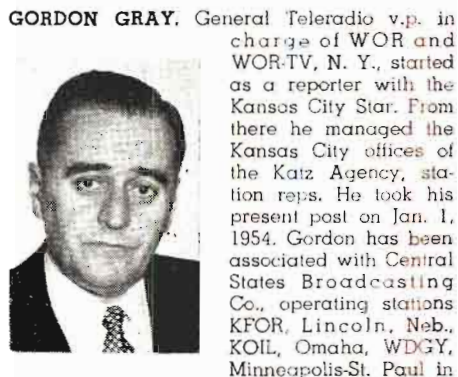 GORDON GRAY. General Teleradio v.p. in
charge of WOR and
WOR-TV, N. Y., started
as a reporter with the
Kansas City Star. From
there he managed the
Kansas City offices of
the Katz Agency, sta-
tion reps. He took his
present post on Jan. 1,
1954. Gordon has been
associated with Central
States Broadcasting
Co., operating stations
KFOR, Lincoln, Neb.,
KOIL, Omaha, WDGY,
Minneapolis-St. Paul in